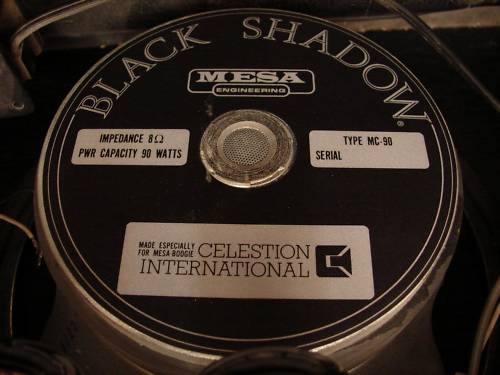 BLACK SHADOW®
MESA
ENGINEERING
IMPEDANCE 8Ω
PWR CAPACITY 90 WATTS
TYPE MC-90
SERIAL
MADE ESPECIALLY
FOR MESA-BOOGIE
CELESTION
INTERNATIONAL